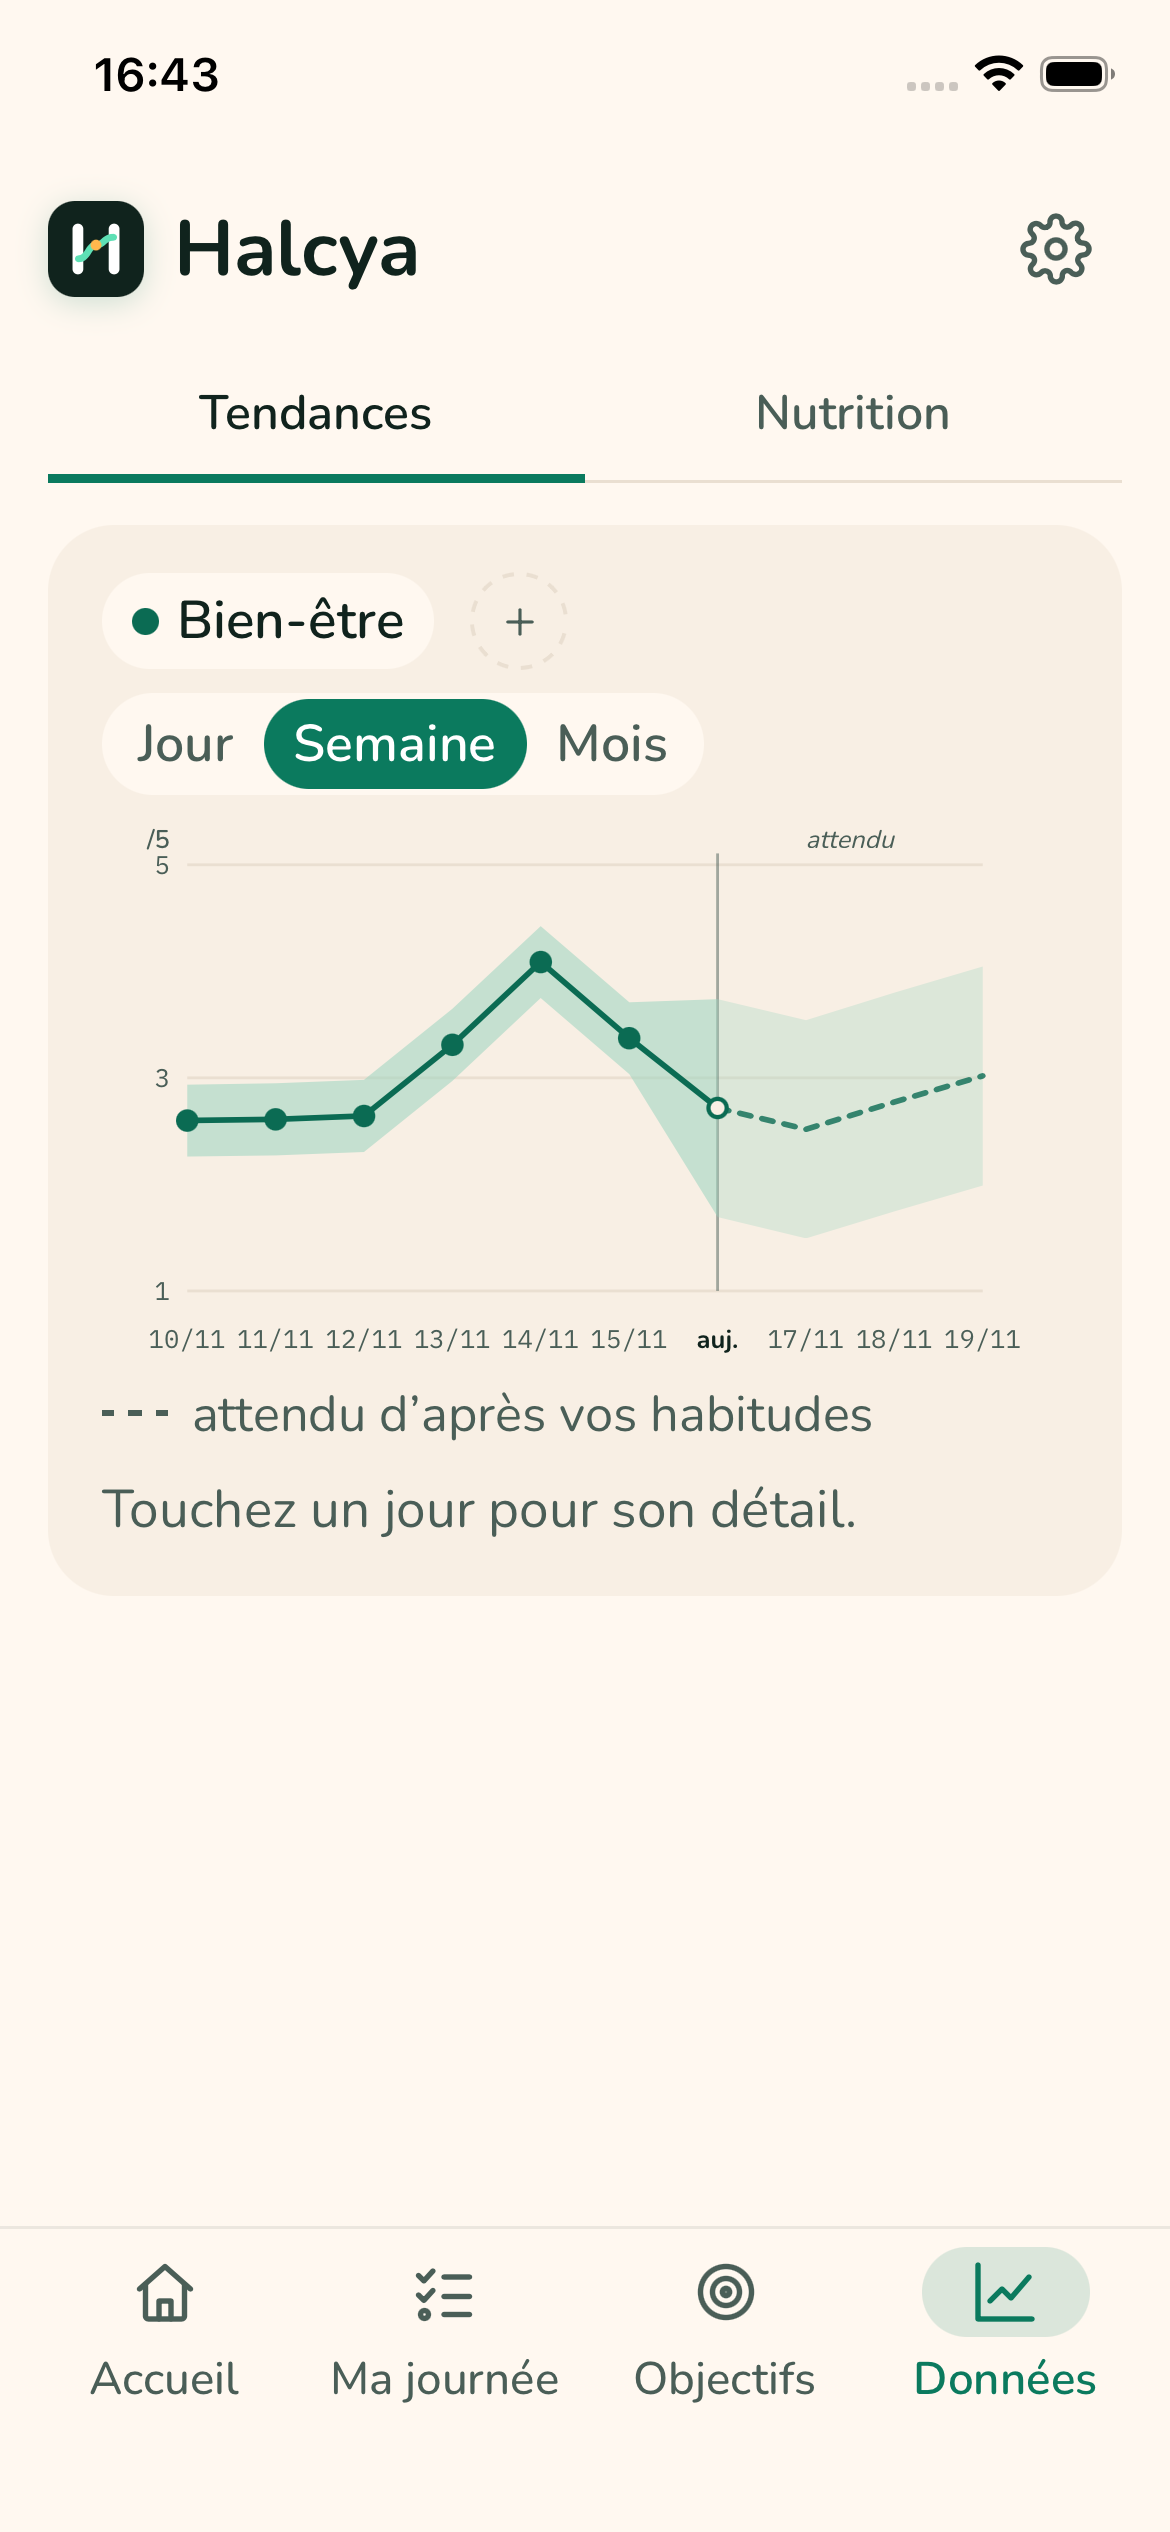 16:43
Halcya
Tendances Nutrition
Bien-être +
Jour Semaine Mois
/5 attendu
5
3
1
10/11 11/11 12/11 13/11 14/11 15/11 auj. 17/11 18/11 19/11
attendu d’après vos habitudes
Touchez un jour pour son détail.
Accueil Ma journée Objectifs Données